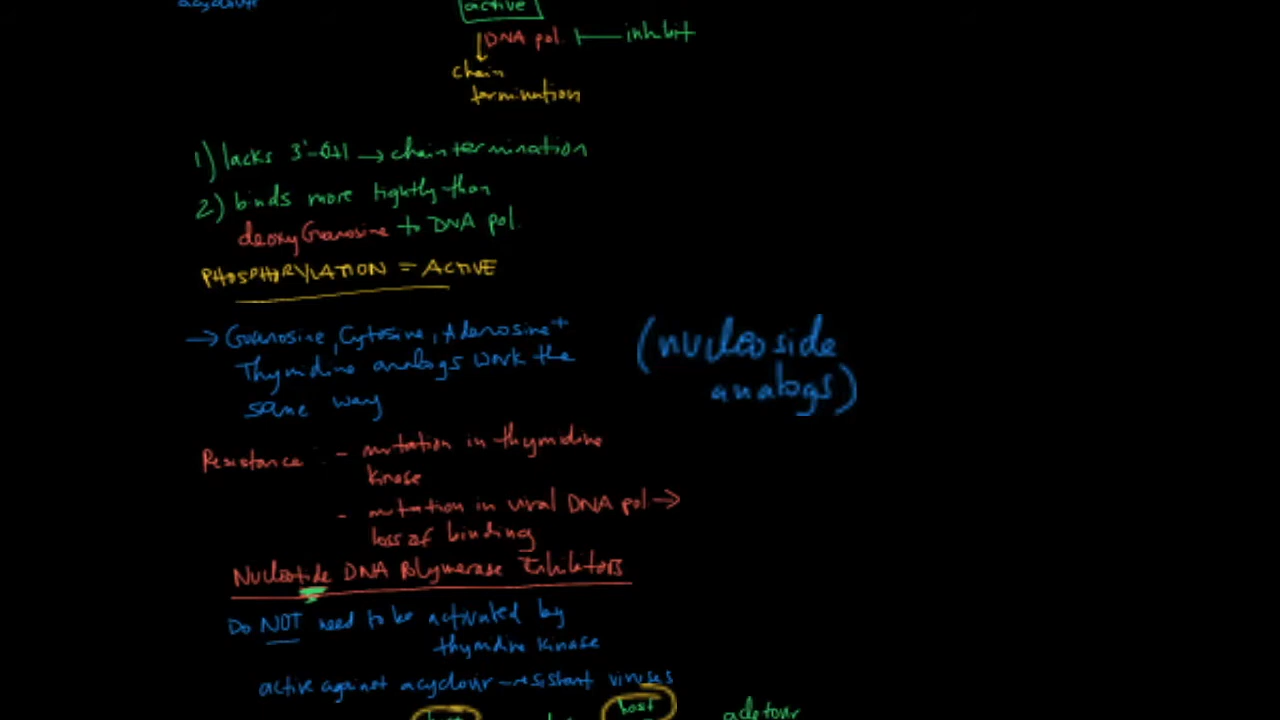 acyclovir
active
DNA pol. inhibit
chain
termination
1) lacks 3'-OH → chain termination
2) binds more tightly than
deoxyGuanosine to DNA pol.
PHOSPHORYLATION = ACTIVE
→ Guanosine, Cytosine, Adenosine +
Thymidine analogs work the
same way
(nucleoside
analogs)
Resistance: - mutation in thymidine
kinase
- mutation in viral DNA pol →
loss of binding
Nucleotide DNA Polymerase Inhibitors
Do NOT need to be activated by
thymidine kinase
active against acyclovir-resistant viruses
host